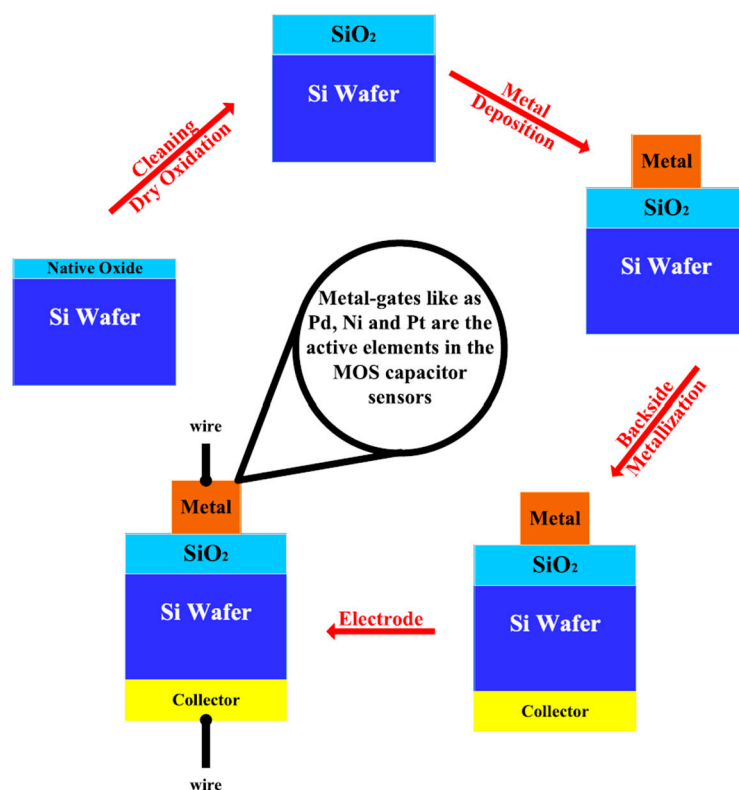 SiO₂
Si Wafer
Cleaning
Dry Oxidation
Metal
Deposition
Metal
SiO₂
Si Wafer
Native Oxide
Si Wafer
Metal-gates like as
Pd, Ni and Pt are the
active elements in the
MOS capacitor
sensors
Backside
Metallization
wire
Metal
SiO₂
Si Wafer
Collector
wire
Electrode
Metal
SiO₂
Si Wafer
Collector